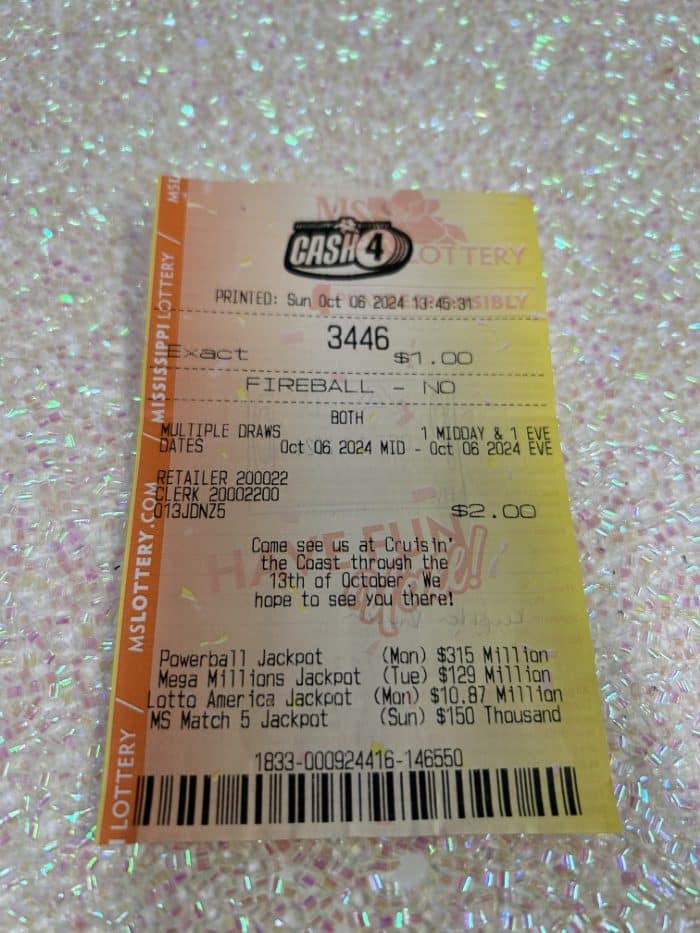 MS LOTTERY
CASH 4
PRINTED: Sun Oct 06 2024 13:45:31
3446
Exact $1.00
FIREBALL - NO
BOTH
MULTIPLE DRAWS 1 MIDDAY & 1 EVE
DATES Oct 06 2024 MID - Oct 06 2024 EVE
RETAILER 200022
CLERK 20002200
013JDNZ5 $2.00
HAVE FUN
Come see us at Cruisin'
the Coast through the
13th of October. We
hope to see you there!
Powerball Jackpot (Mon) $315 Million
Mega Millions Jackpot (Tue) $129 Million
Lotto America Jackpot (Mon) $10.87 Million
MS Match 5 Jackpot (Sun) $150 Thousand
1833-000924416-146550
LOTTERY / MSLOTTERY.COM / MISSISSIPPI LOTTERY / MSL